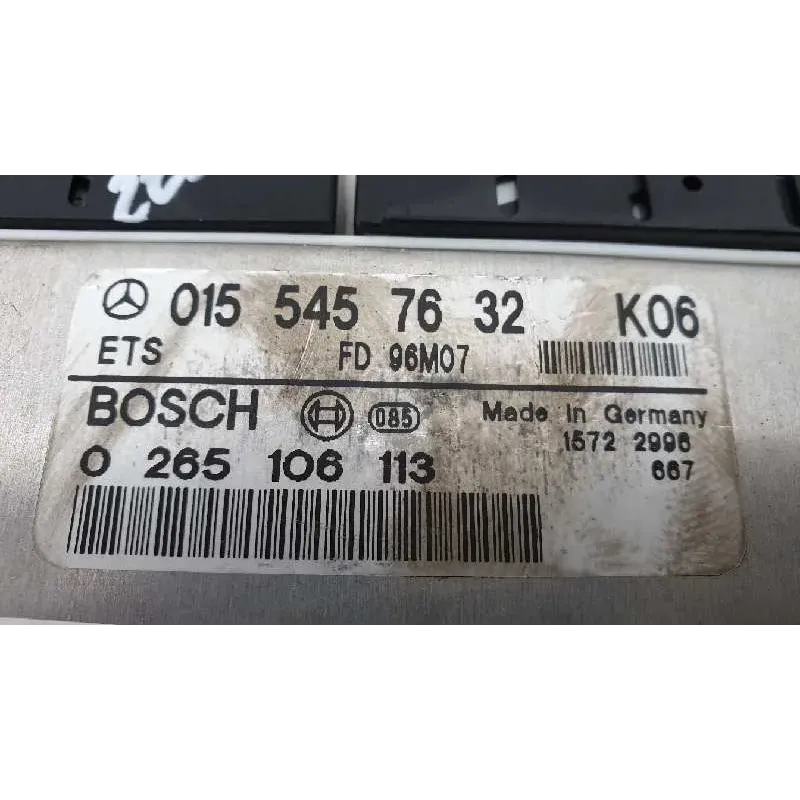 015 545 76 32 K06
ETS FD 96M07
BOSCH 085 Made in Germany
0 265 106 113 1572 2996
667